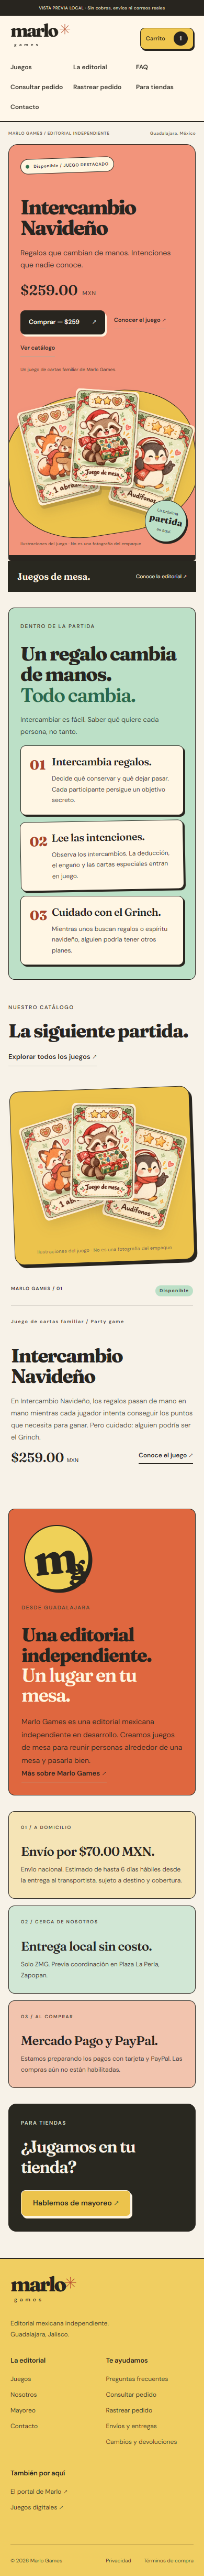 VISTA PREVIA LOCAL · Sin cobros, envíos ni correos reales
marlo
games
Carrito 1
Juegos La editorial FAQ
Consultar pedido Rastrear pedido Para tiendas
Contacto
MARLO GAMES / EDITORIAL INDEPENDIENTE Guadalajara, México
Disponible / JUEGO DESTACADO
Intercambio
Navideño
Regalos que cambian de manos. Intenciones
que nadie conoce.
$259.00 MXN
Comprar — $259 ↗ Conocer el juego ↗
Ver catálogo
Un juego de cartas familiar de Marlo Games.
1 abrazo
¡Juego de mesa!
Audífonos
La próxima
partida
es aquí
Ilustraciones del juego · No es una fotografía del empaque
Juegos de mesa. Conoce la editorial ↗
DENTRO DE LA PARTIDA
Un regalo cambia
de manos.
Todo cambia.
Intercambiar es fácil. Saber qué quiere cada
persona, no tanto.
01 Intercambia regalos.
Decide qué conservar y qué dejar pasar.
Cada participante persigue un objetivo
secreto.
02 Lee las intenciones.
Observa los intercambios. La deducción,
el engaño y las cartas especiales entran
en juego.
03 Cuidado con el Grinch.
Mientras unos buscan regalos o espíritu
navideño, alguien podría tener otros
planes.
NUESTRO CATÁLOGO
La siguiente partida.
Explorar todos los juegos ↗
¡Juego de mesa!
Audífonos
Ilustraciones del juego · No es una fotografía del empaque
MARLO GAMES / 01 Disponible
Juego de cartas familiar / Party game
Intercambio
Navideño
En Intercambio Navideño, los regalos pasan de mano en
mano mientras cada jugador intenta conseguir los puntos
que necesita para ganar. Pero cuidado: alguien podría ser
el Grinch.
$259.00 MXN Conoce el juego ↗
mg
DESDE GUADALAJARA
Una editorial
independiente.
Un lugar en tu
mesa.
Marlo Games es una editorial mexicana
independiente en desarrollo. Creamos juegos
de mesa para reunir personas alrededor de una
mesa y pasarla bien.
Más sobre Marlo Games ↗
01 / A DOMICILIO
Envío por $70.00 MXN.
Envío nacional. Estimado de hasta 6 días hábiles desde
la entrega al transportista, sujeto a destino y cobertura.
02 / CERCA DE NOSOTROS
Entrega local sin costo.
Solo ZMG. Previa coordinación en Plaza La Perla,
Zapopan.
03 / AL COMPRAR
Mercado Pago y PayPal.
Estamos preparando los pagos con tarjeta y PayPal. Las
compras aún no están habilitadas.
PARA TIENDAS
¿Jugamos en tu
tienda?
Hablemos de mayoreo ↗
marlo
games
Editorial mexicana independiente.
Guadalajara, Jalisco.
La editorial Te ayudamos
Juegos Preguntas frecuentes
Nosotros Consultar pedido
Mayoreo Rastrear pedido
Contacto Envíos y entregas
Cambios y devoluciones
También por aquí
El portal de Marlo ↗
Juegos digitales ↗
© 2026 Marlo Games Privacidad Términos de compra